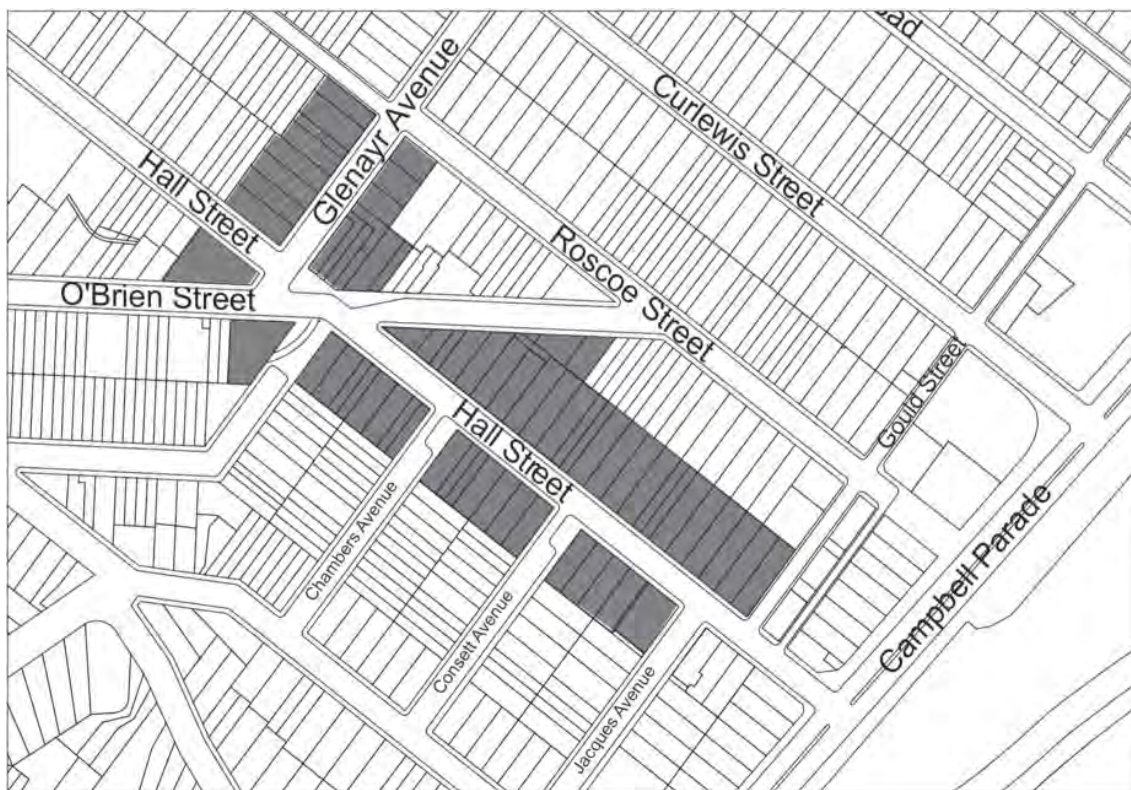 oad
Glenayr Avenue
Curlewis Street
Hall Street
O'Brien Street
Roscoe Street
Gould Street
Hall Street
Campbell Parade
Chambers Avenue
Consett Avenue
Jacques Avenue